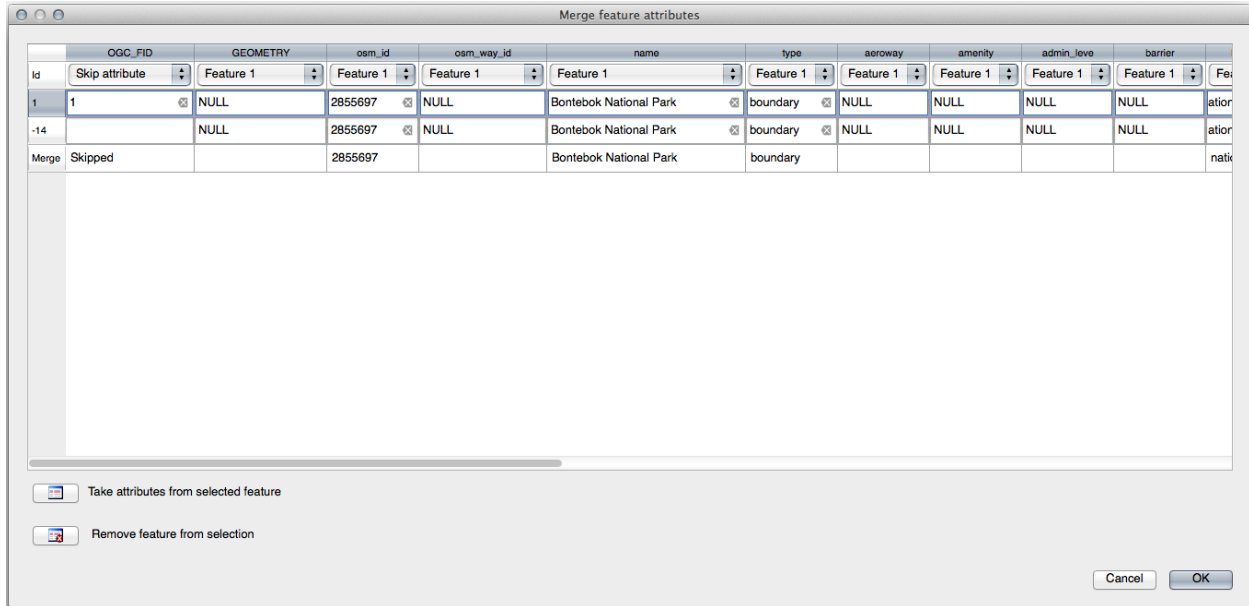 Merge feature attributes
OGC_FID GEOMETRY osm_id osm_way_id name type aeroway amenity admin_leve barrier
Id Skip attribute Feature 1 Feature 1 Feature 1 Feature 1 Feature 1 Feature 1 Feature 1 Feature 1 Feature 1 Fea
1 1 NULL 2855697 NULL Bontebok National Park boundary NULL NULL NULL NULL ation
-14 NULL 2855697 NULL Bontebok National Park boundary NULL NULL NULL NULL ation
Merge Skipped 2855697 Bontebok National Park boundary natio
Take attributes from selected feature
Remove feature from selection
Cancel OK